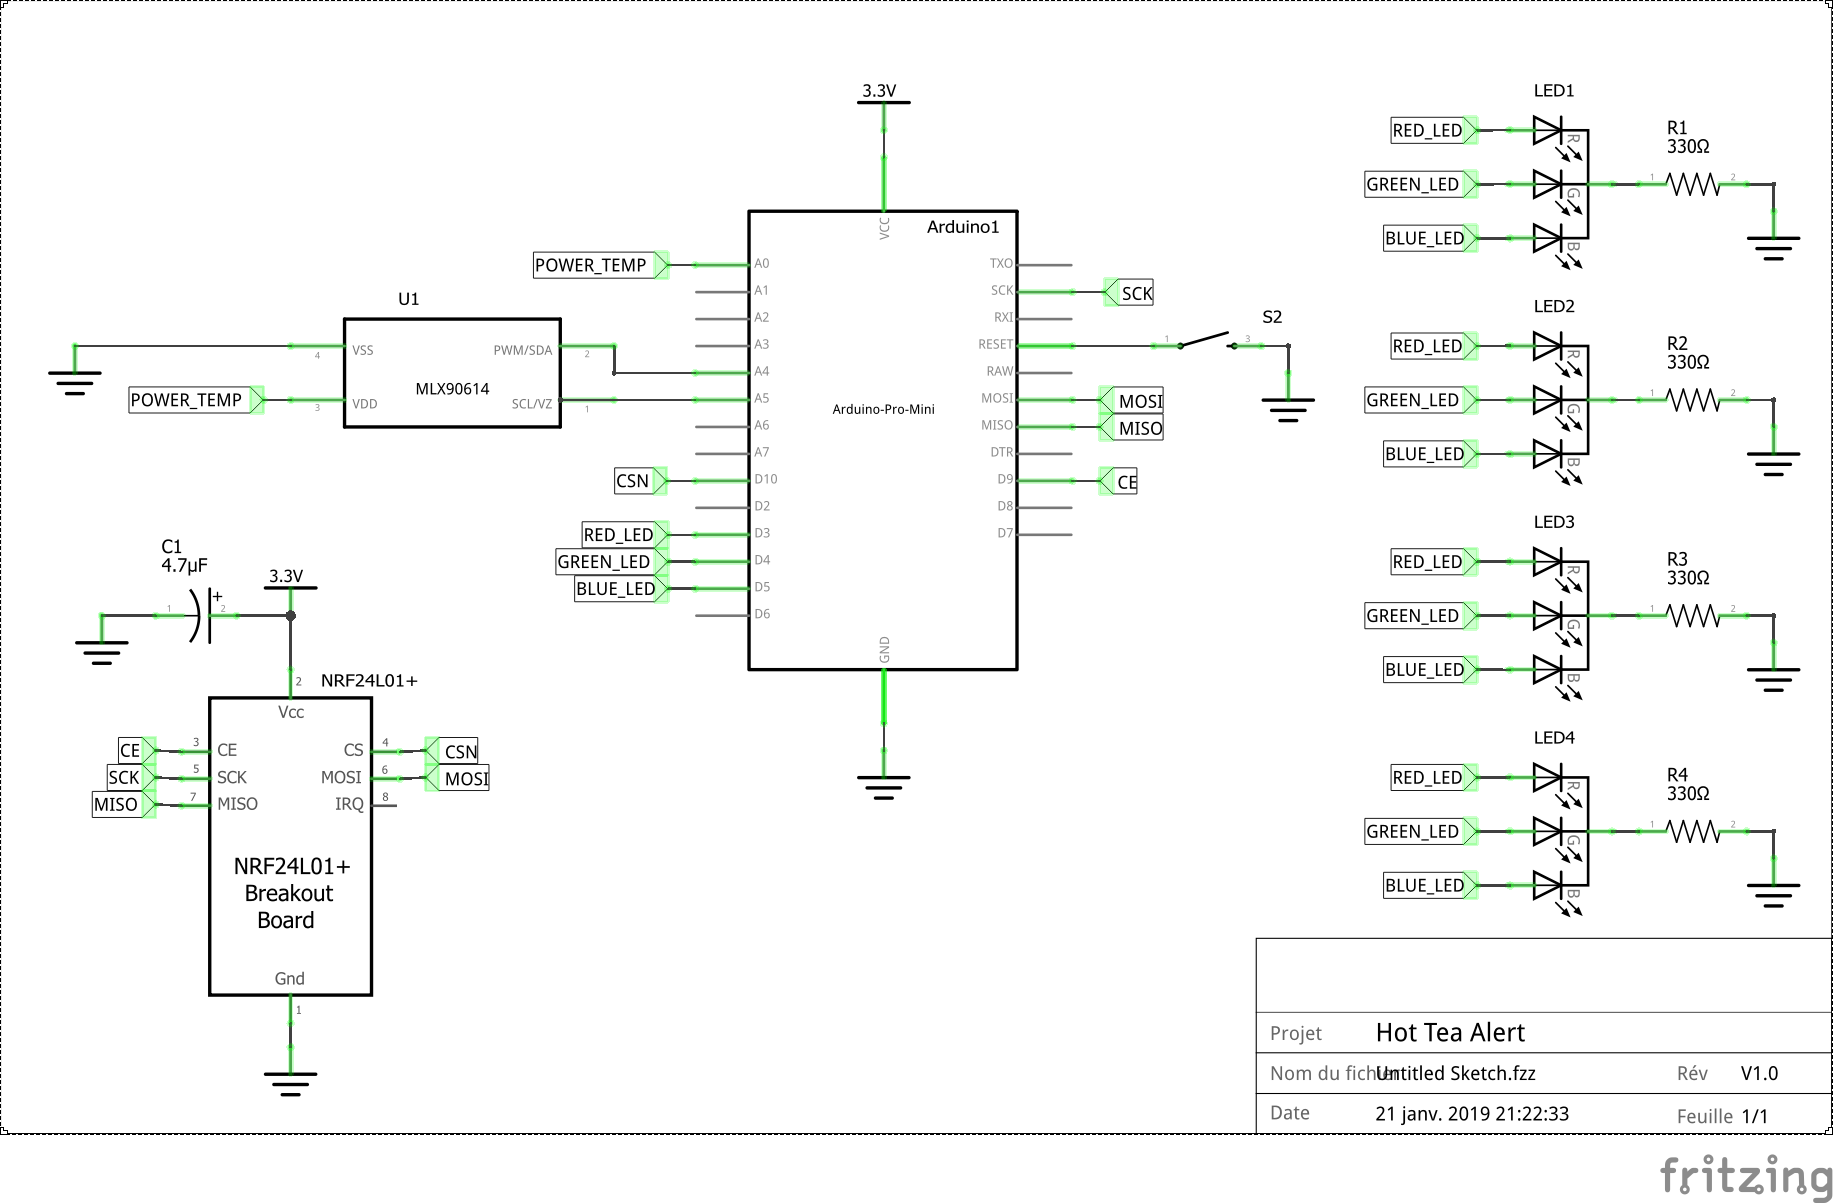 3.3V
Arduino1
VCC
POWER_TEMP
A0
A1
A2
A3
A4
A5
A6
A7
D10
D2
D3
D4
D5
D6
TXO
SCK
RXI
RESET
RAW
MOSI
MISO
DTR
D9
D8
D7
Arduino-Pro-Mini
GND
SCK
MOSI
MISO
CE
S2
1
3
U1
VSS
4
PWM/SDA
2
MLX90614
POWER_TEMP
3
VDD
SCL/VZ
1
CSN
RED_LED
GREEN_LED
BLUE_LED
C1
4.7µF
3.3V
1
2
+
2
NRF24L01+
Vcc
CE
3
CE
CS
4
CSN
SCK
5
SCK
MOSI
6
MOSI
MISO
7
MISO
IRQ
8
NRF24L01+
Breakout
Board
Gnd
1
LED1
RED_LED
R
GREEN_LED
G
BLUE_LED
B
R1
330Ω
1
2
LED2
RED_LED
R
GREEN_LED
G
BLUE_LED
B
R2
330Ω
1
2
LED3
RED_LED
R
GREEN_LED
G
BLUE_LED
B
R3
330Ω
1
2
LED4
RED_LED
R
GREEN_LED
G
BLUE_LED
B
R4
330Ω
1
2
Projet Hot Tea Alert
Nom du fichier Untitled Sketch.fzz Rév V1.0
Date 21 janv. 2019 21:22:33 Feuille 1/1
fritzing